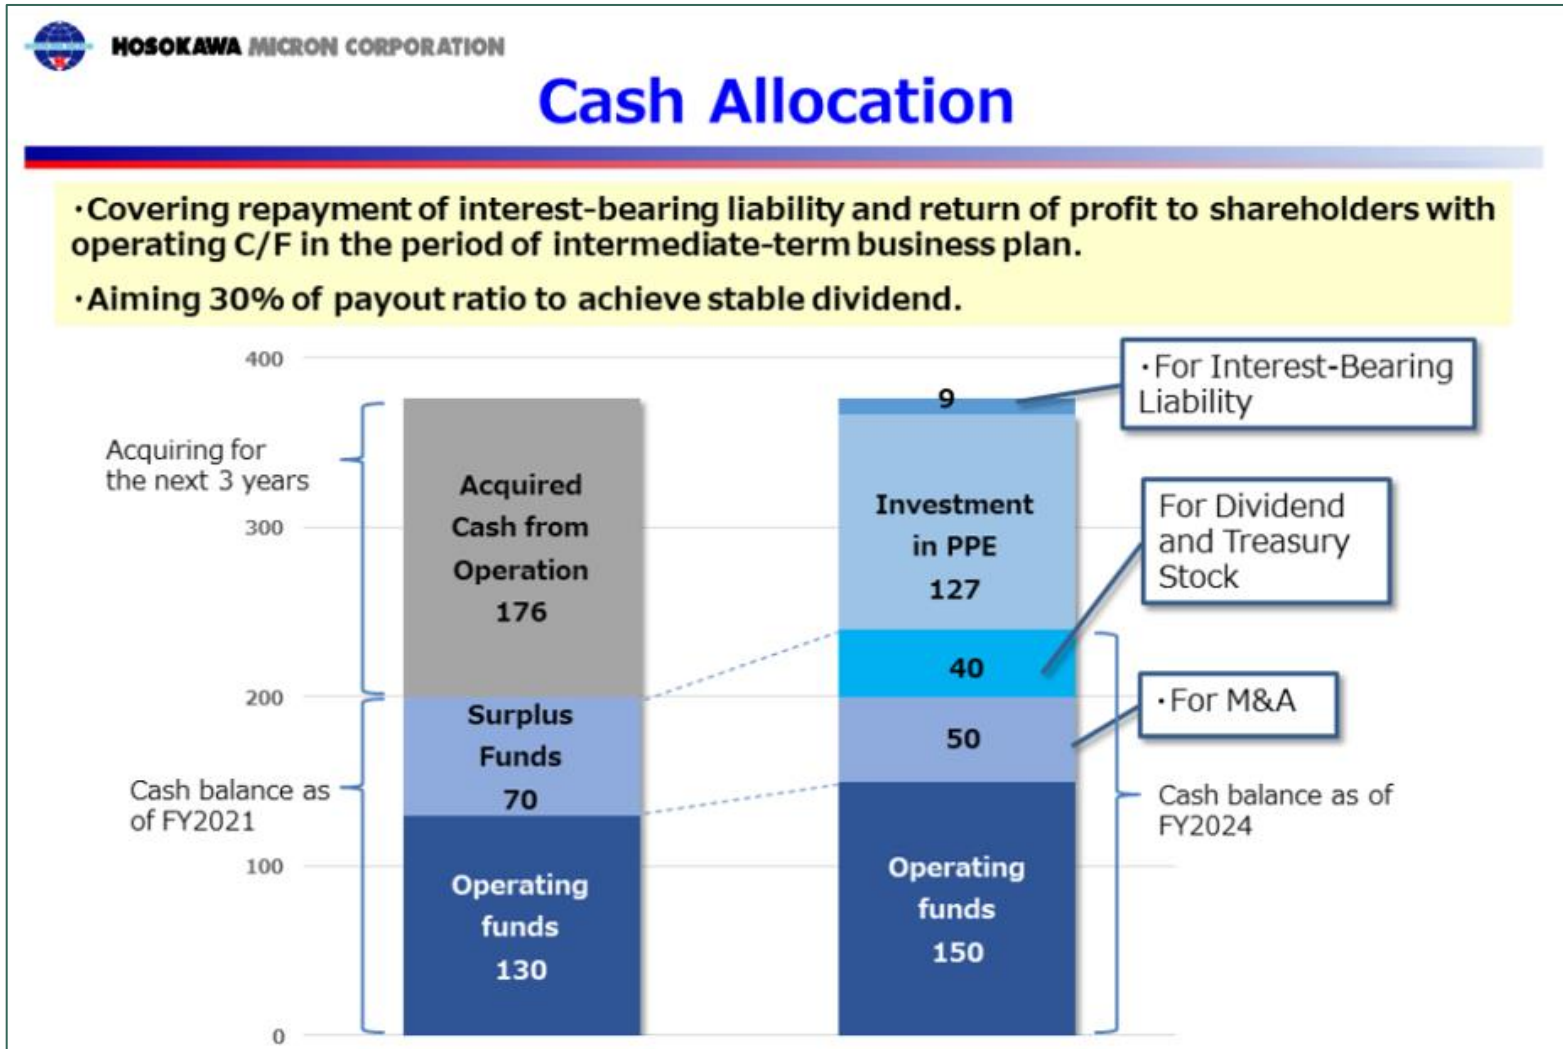 HOSOKAWA MICRON CORPORATION
Cash Allocation
・Covering repayment of interest-bearing liability and return of profit to shareholders with
operating C/F in the period of intermediate-term business plan.
・Aiming 30% of payout ratio to achieve stable dividend.
400
300
200
100
0
Acquiring for
the next 3 years
Cash balance as
of FY2021
Acquired
Cash from
Operation
176
Surplus
Funds
70
Operating
funds
130
9
Investment
in PPE
127
40
50
Operating
funds
150
・For Interest-Bearing
Liability
For Dividend
and Treasury
Stock
・For M&A
Cash balance as of
FY2024